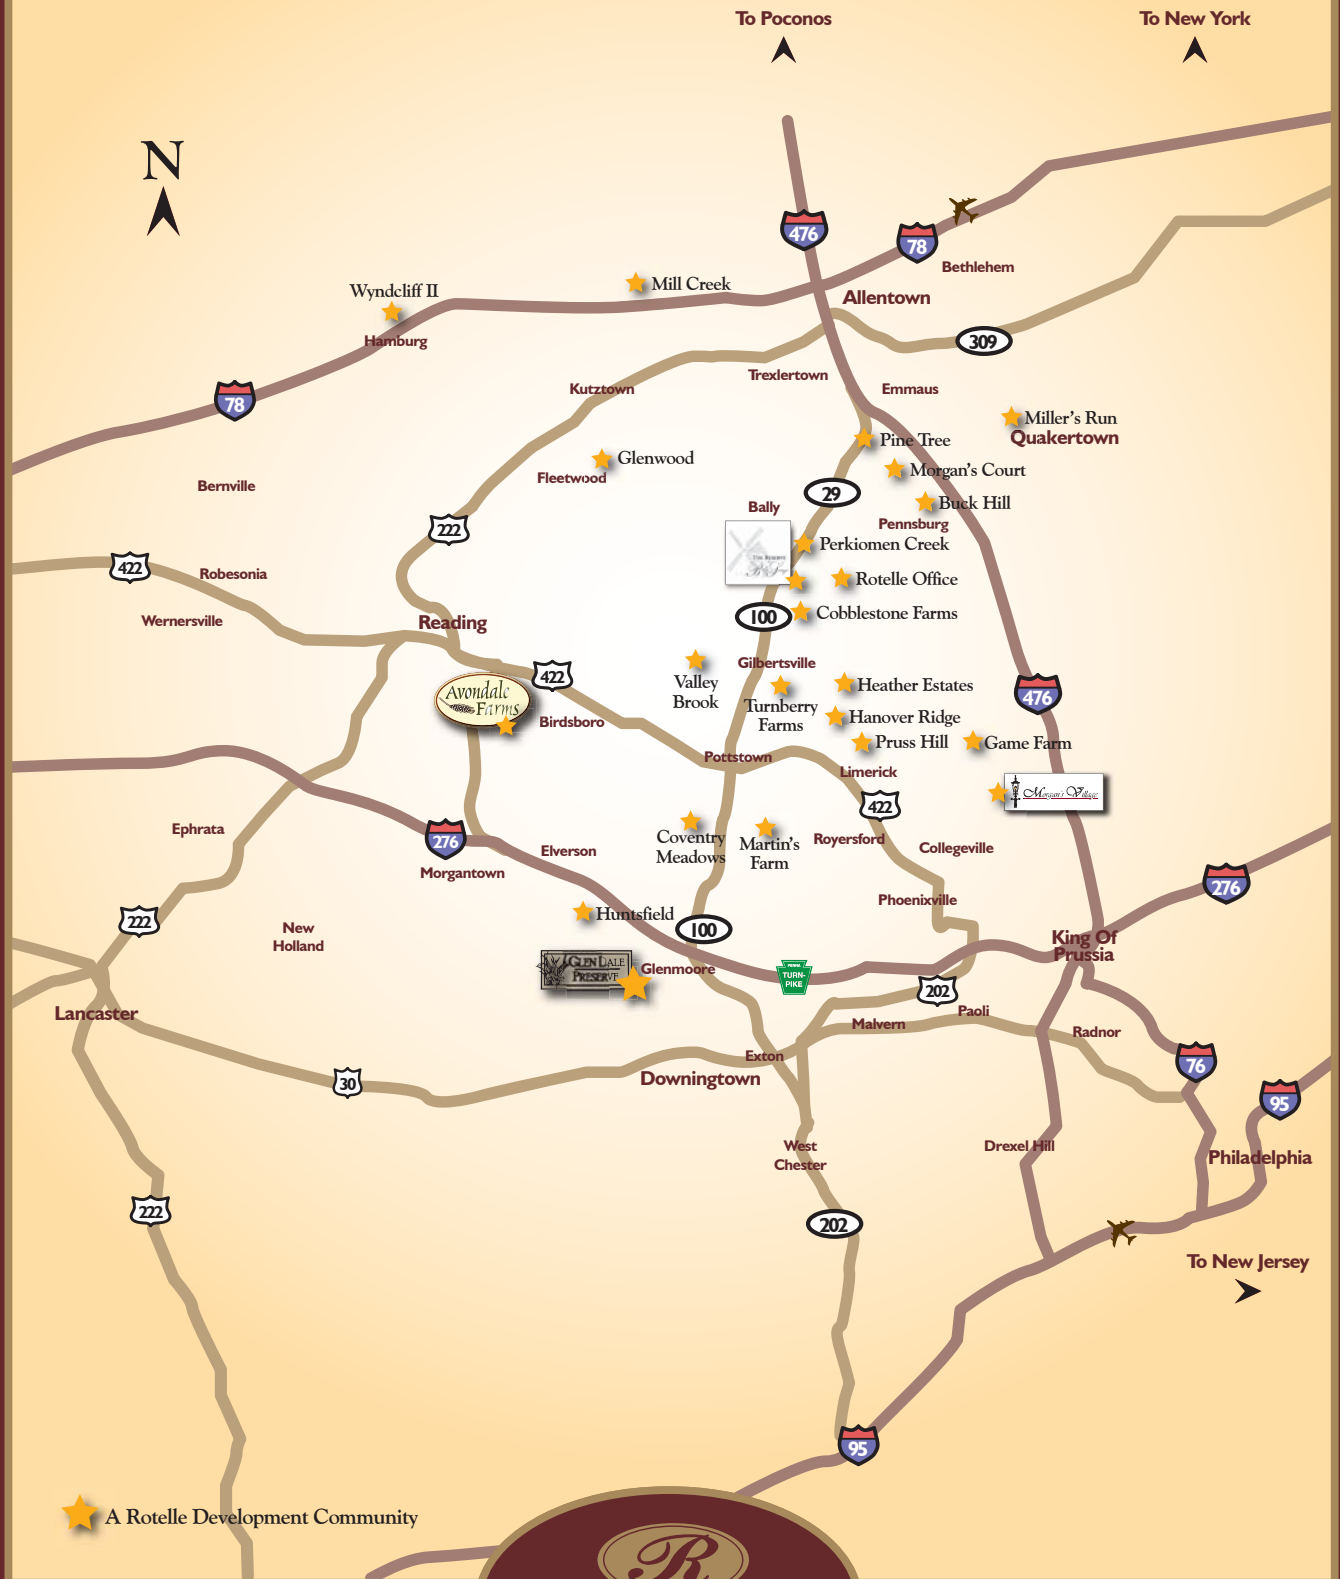 To Poconos
To New York
N
476
78
Bethlehem
Mill Creek
Wyndcliff II
Allentown
Hamburg
309
Trexlertown
Emmaus
Kutztown
78
Miller's Run
Quakertown
Pine Tree
Glenwood
Morgan's Court
Fleetwood
Bernville
29
Buck Hill
Bally
Pennsburg
222
Perkiomen Creek
The Reserve
422
Robesonia
Rotelle Office
Wernersville
100
Cobblestone Farms
Reading
Gilbertsville
422
Valley
Brook
Heather Estates
476
Avondale
Farms
Turnberry
Farms
Hanover Ridge
Birdsboro
Pruss Hill
Game Farm
Pottstown
Limerick
Morgan's Village
422
Ephrata
276
Coventry
Meadows
Martin's
Farm
Royersford
Collegeville
Elverson
Morgantown
276
Phoenixville
222
Huntsfield
New
Holland
100
King Of
Prussia
Glen Dale
Preserve
Glenmoore
PENNA
TURN-
PIKE
202
Lancaster
Paoli
Malvern
Radnor
Exton
76
Downingtown
30
95
West
Chester
Drexel Hill
Philadelphia
222
202
To New Jersey
95
A Rotelle Development Community
R